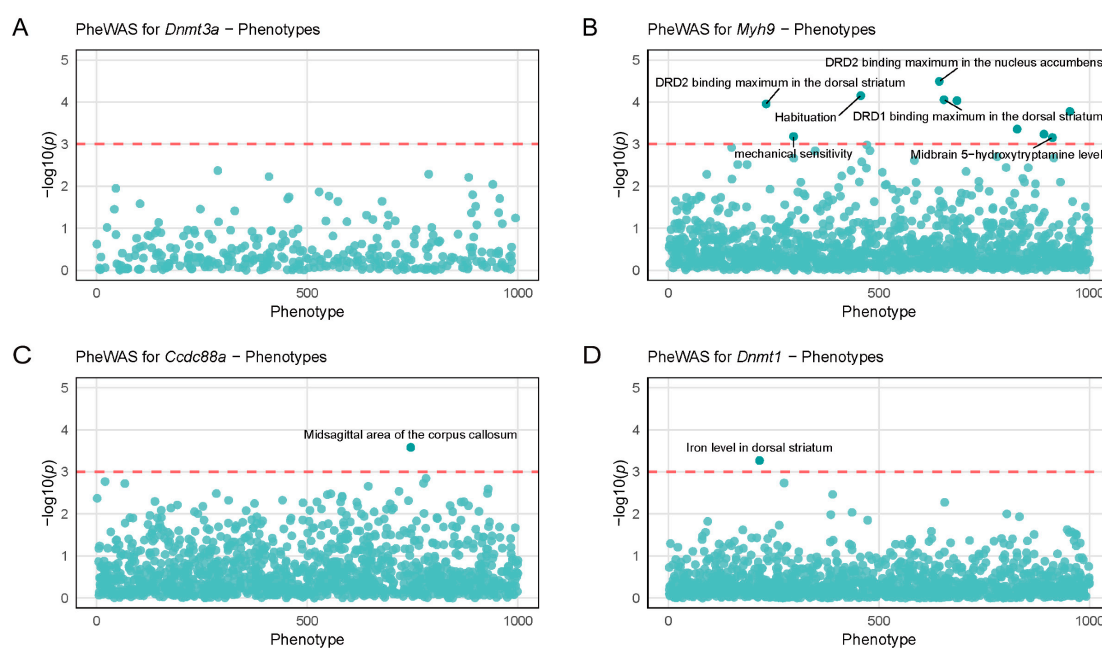 A
PheWAS for Dnmt3a − Phenotypes
5
4
3
2
1
0
−log10(p)
0
500
1000
Phenotype
B
PheWAS for Myh9 − Phenotypes
5
4
3
2
1
0
−log10(p)
DRD2 binding maximum in the nucleus accumbens
DRD2 binding maximum in the dorsal striatum
Habituation
DRD1 binding maximum in the dorsal striatum
mechanical sensitivity
Midbrain 5−hydroxytryptamine level
0
500
1000
Phenotype
C
PheWAS for Ccdc88a − Phenotypes
5
4
3
2
1
0
−log10(p)
Midsagittal area of the corpus callosum
0
500
1000
Phenotype
D
PheWAS for Dnmt1 − Phenotypes
5
4
3
2
1
0
−log10(p)
Iron level in dorsal striatum
0
500
1000
Phenotype